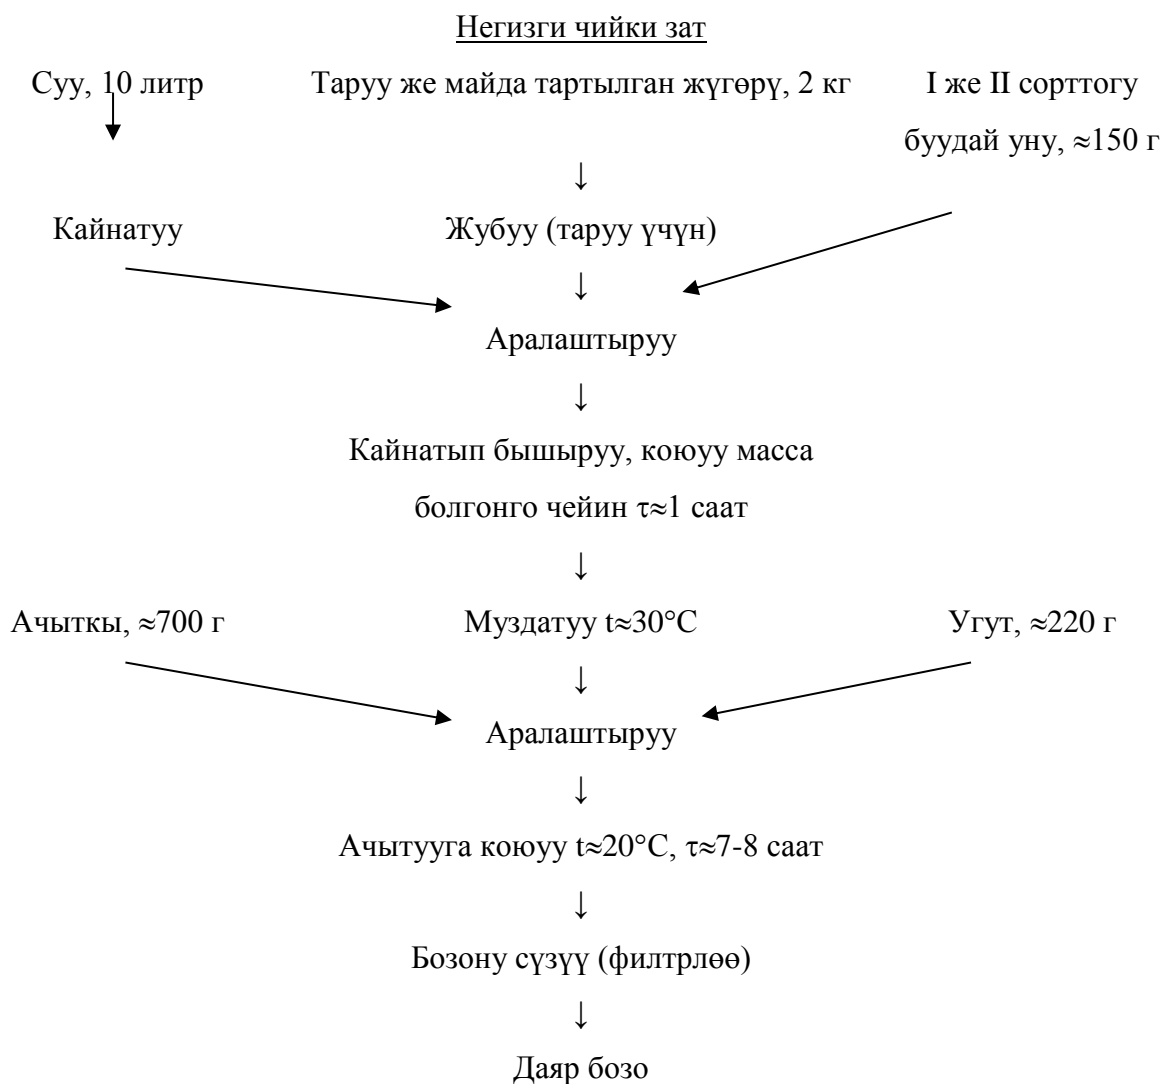 Негизги чийки зат
Суу, 10 литр
Таруу же майда тартылган жүгөрү, 2 кг
I же II сорттогу
буудай уну, ≈150 г
↓
Кайнатуу
Жубуу (таруу үчүн)
↓
Аралаштыруу
↓
Кайнатып бышыруу, коюуу масса
болгонго чейин τ≈1 саат
↓
Ачыткы, ≈700 г
Муздатуу t≈30°C
Угут, ≈220 г
↓
Аралаштыруу
↓
Ачытууга коюуу t≈20°C, τ≈7-8 саат
↓
Бозону сүзүү (филтрлөө)
↓
Даяр бозо